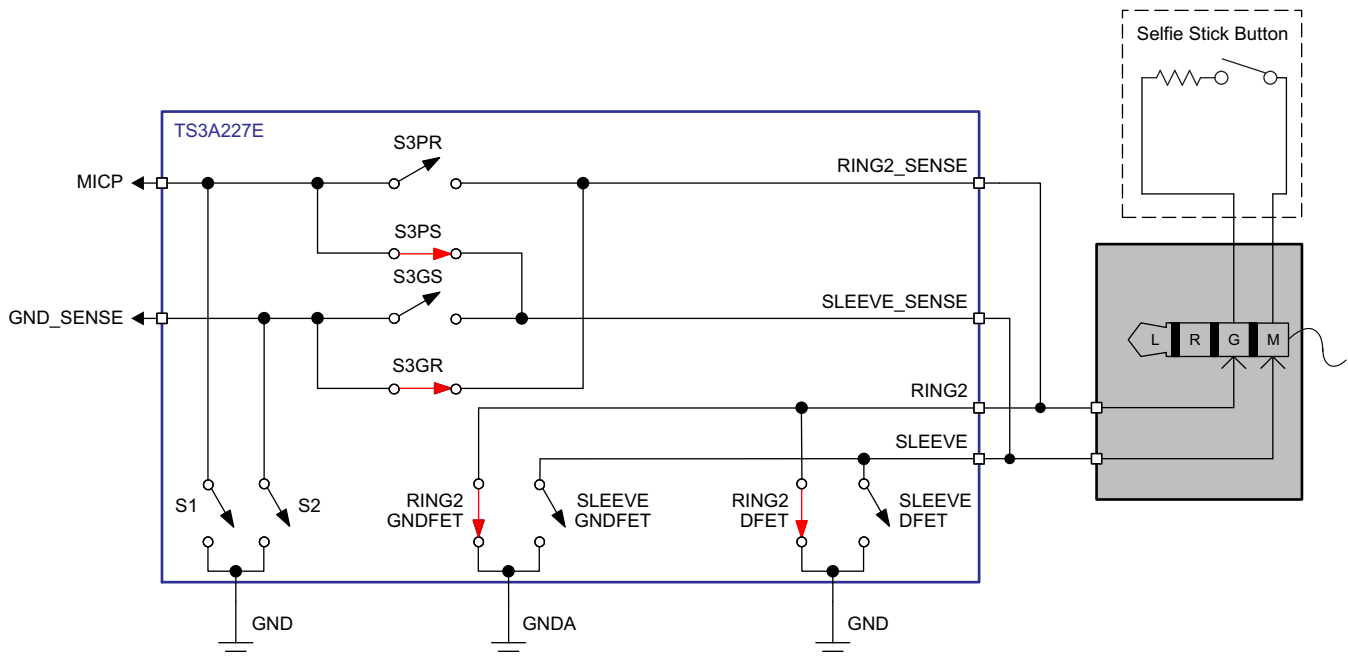 Selfie Stick Button
TS3A227E
S3PR
MICP
RING2_SENSE
S3PS
S3GS
GND_SENSE
SLEEVE_SENSE
L R G M
S3GR
RING2
SLEEVE
S1
S2
RING2
GNDFET
SLEEVE
GNDFET
RING2
DFET
SLEEVE
DFET
GND
GNDA
GND